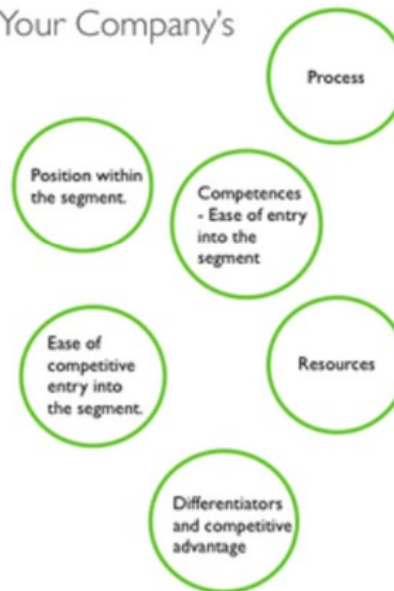 Your Company's
Process
Position within
the segment.
Competences
- Ease of entry
into the
segment
Ease of
competitive
entry into
the segment.
Resources
Differentiators
and competitive
advantage